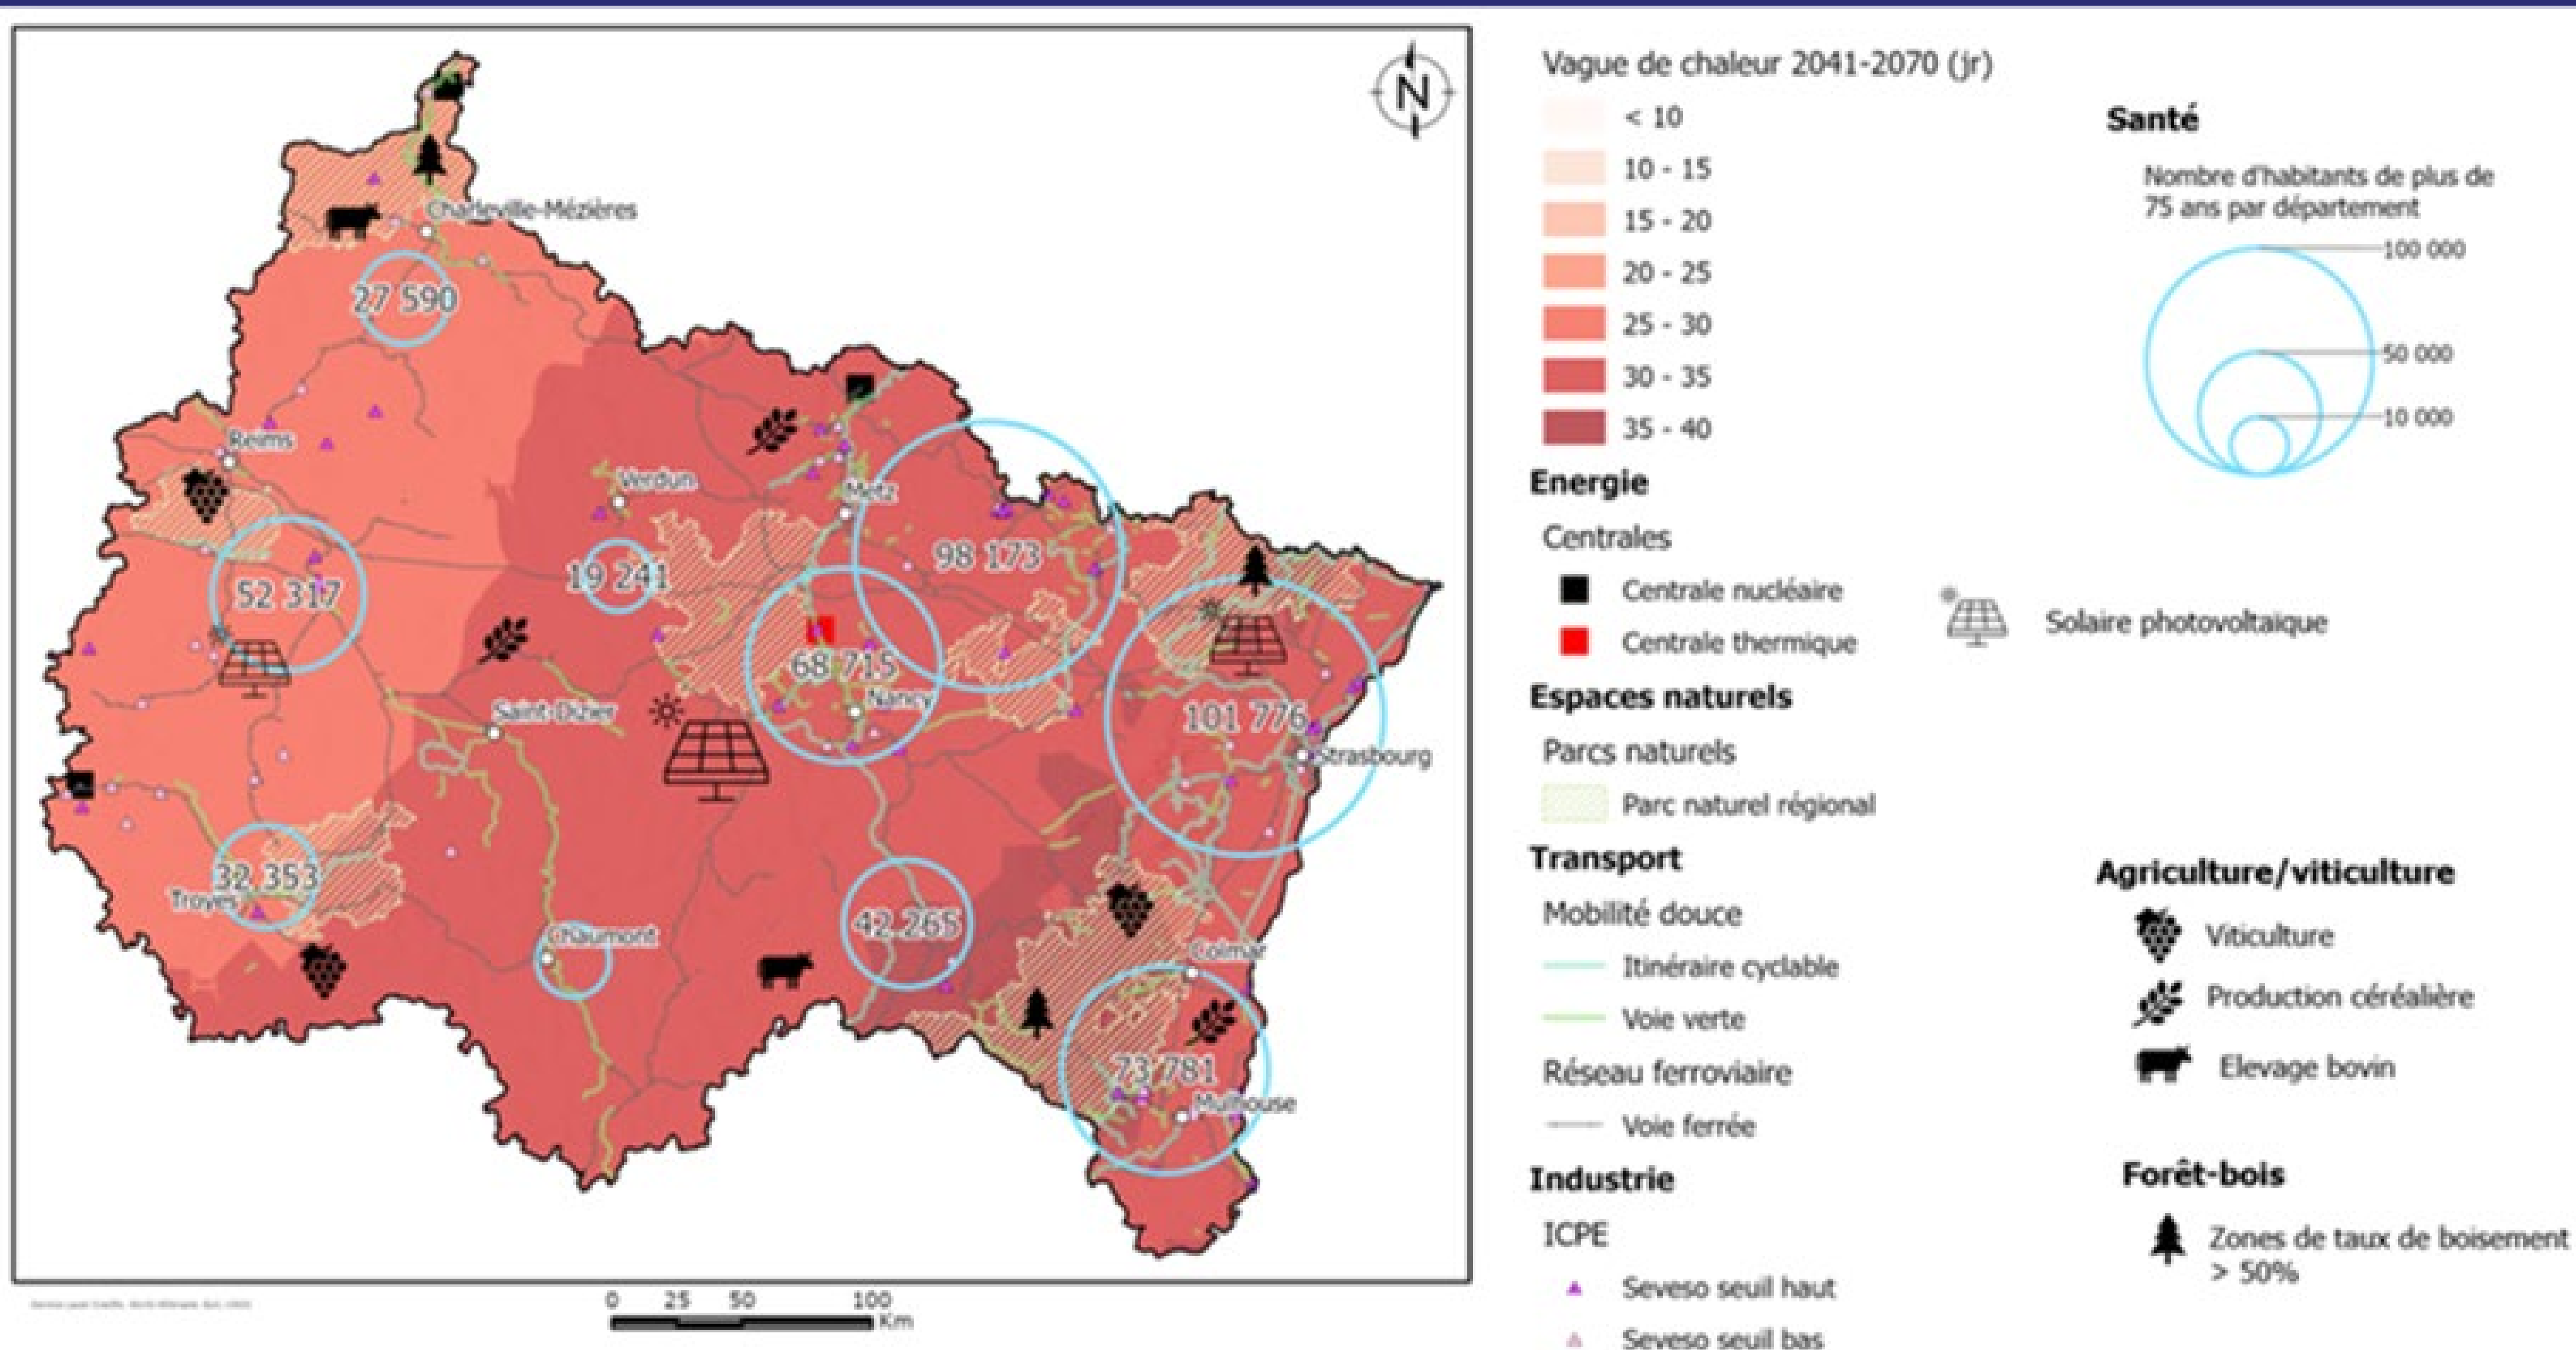 N
Charleville-Mézières
27 590
Reims
Verdun
Metz
98 173
19 241
52 317
68 715
Nancy
Saint-Dizier
101 776
Strasbourg
32 353
Troyes
42 265
Chaumont
Colmar
73 781
Mulhouse
0 25 50 100
Km
Vague de chaleur 2041-2070 (jr)
< 10
10 - 15
15 - 20
20 - 25
25 - 30
30 - 35
35 - 40
Energie
Centrales
Centrale nucléaire
Centrale thermique
Solaire photovoltaïque
Espaces naturels
Parcs naturels
Parc naturel régional
Transport
Mobilité douce
Itinéraire cyclable
Voie verte
Réseau ferroviaire
Voie ferrée
Industrie
ICPE
Seveso seuil haut
Seveso seuil bas
Santé
Nombre d'habitants de plus de
75 ans par département
100 000
50 000
10 000
Agriculture/viticulture
Viticulture
Production céréalière
Elevage bovin
Forêt-bois
Zones de taux de boisement
> 50%